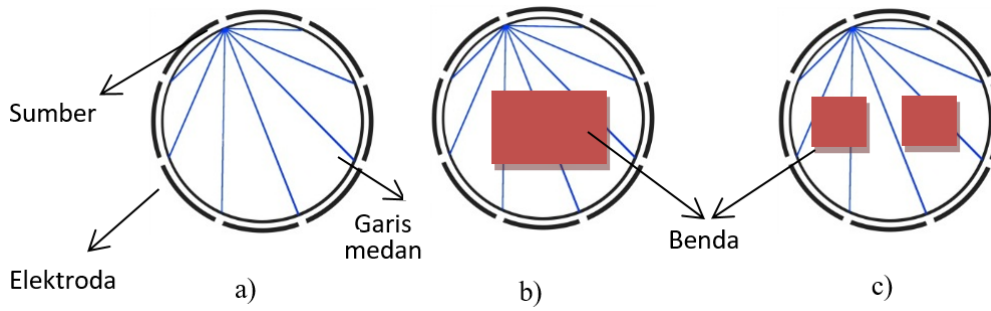 Sumber
Elektroda
Garis
medan
Benda
a)
b)
c)